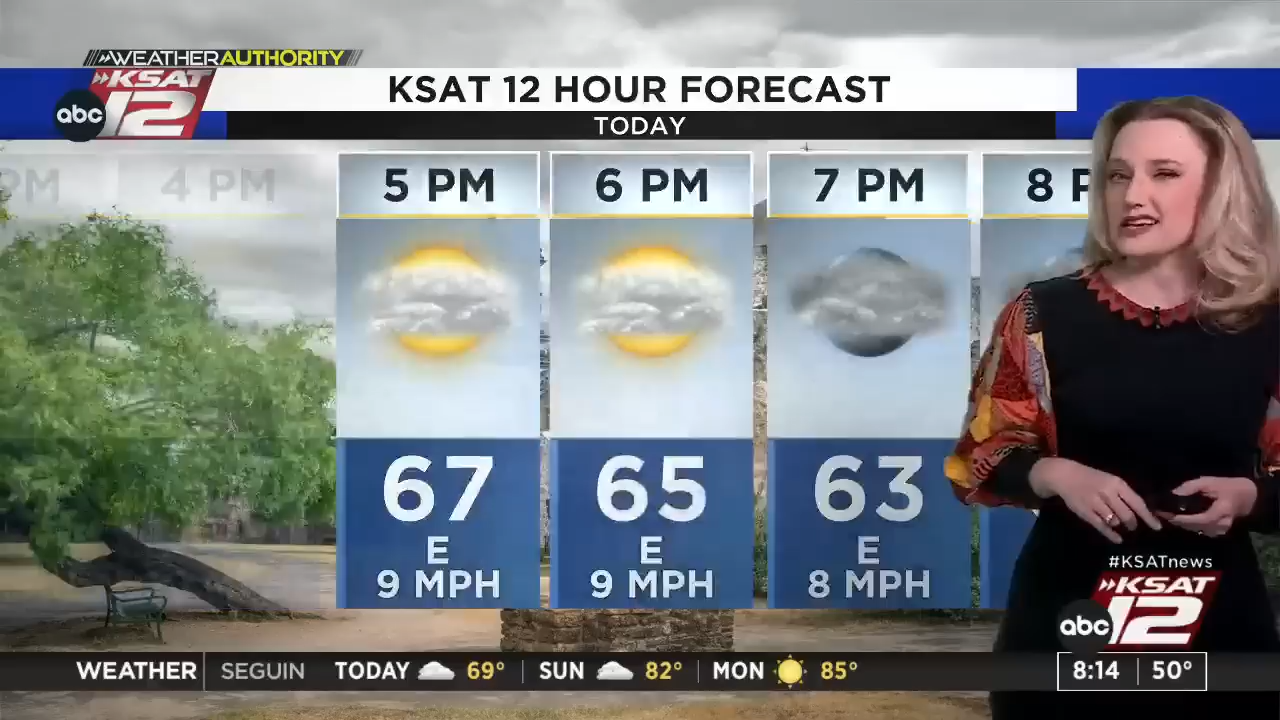 WEATHERAUTHORITY
KSAT
abc 12
KSAT 12 HOUR FORECAST
TODAY
PM 4 PM 5 PM 6 PM 7 PM 8 P
67 65 63
E E E
9 MPH 9 MPH 8 MPH
#KSATnews
KSAT
abc 12
WEATHER SEGUIN TODAY 69° SUN 82° MON 85° 8:14 50°